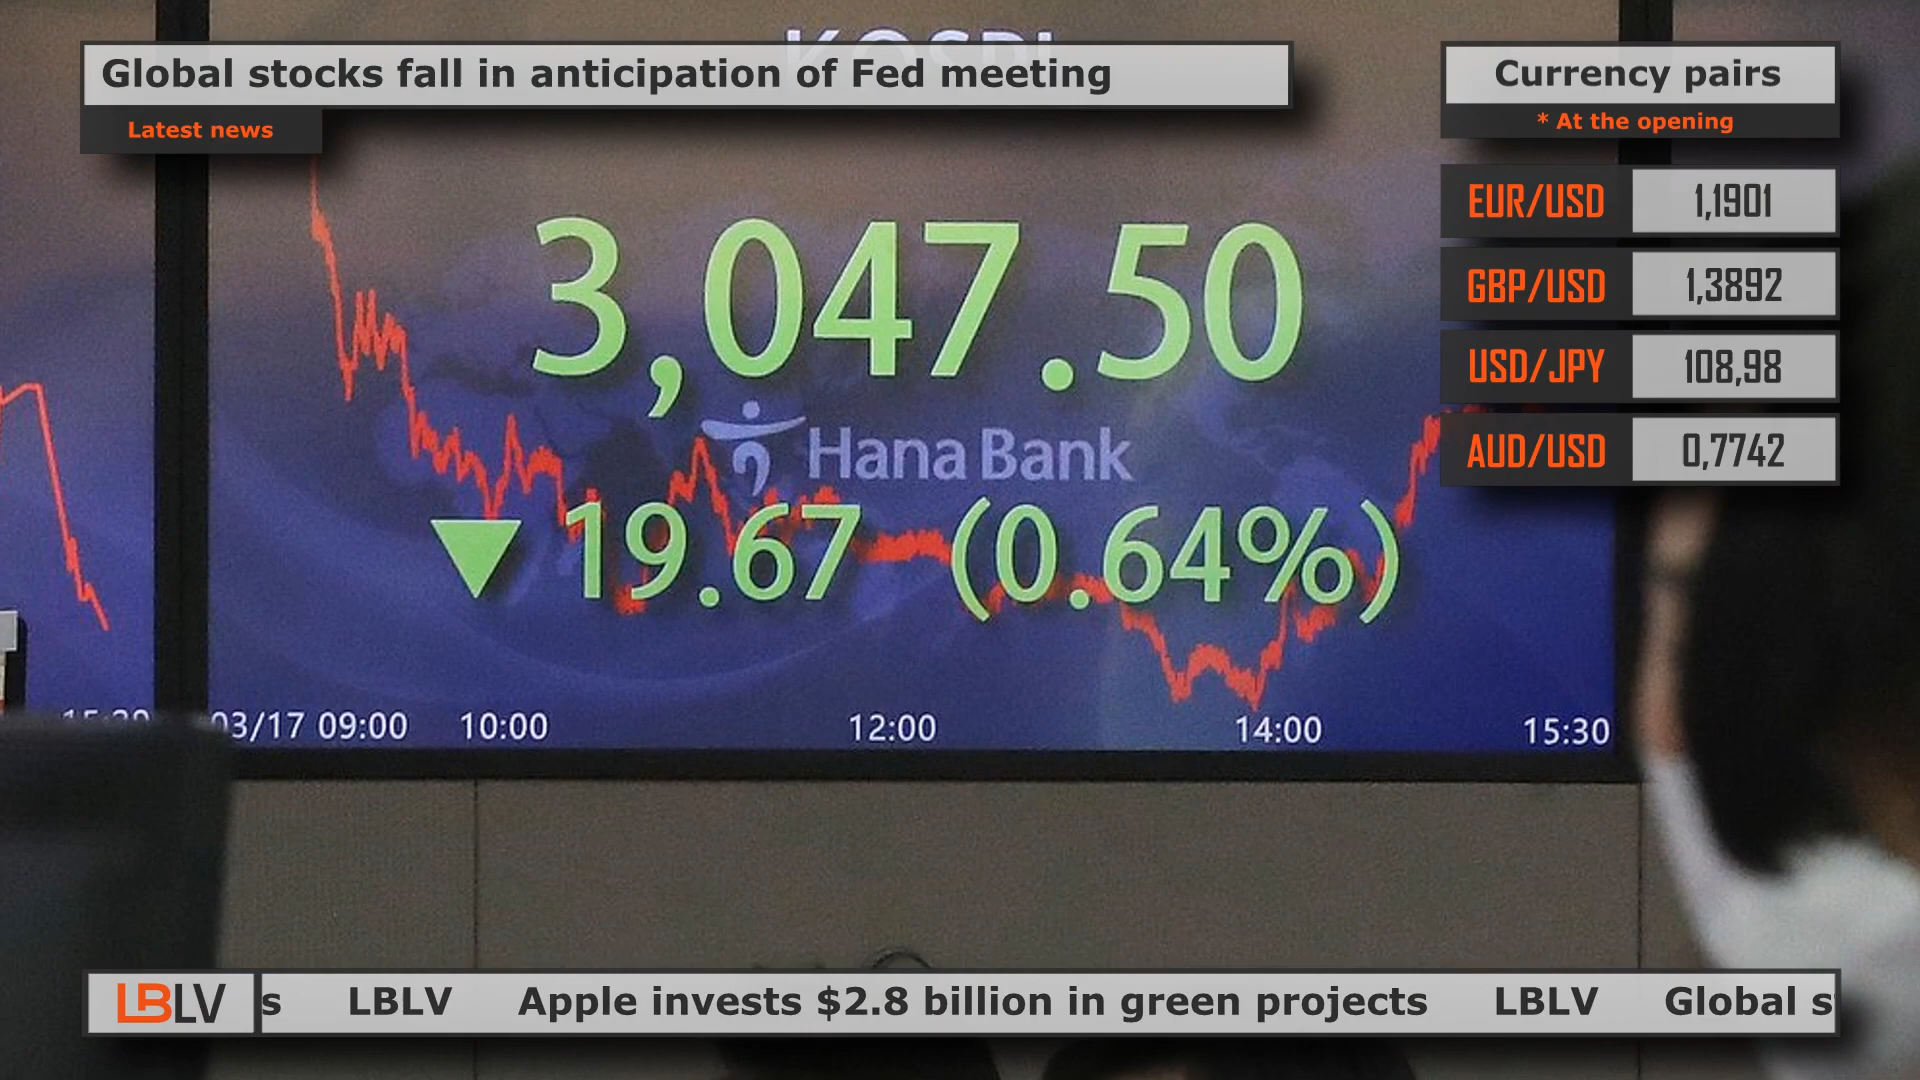 KOSPI
Global stocks fall in anticipation of Fed meeting
Latest news
Currency pairs
* At the opening
EUR/USD 1,1901
GBP/USD 1,3892
USD/JPY 108,98
AUD/USD 0,7742
3,047.50
Hana Bank
▼19.67 (0.64%)
15:30 03/17 09:00 10:00 12:00 14:00 15:30
LBLV s LBLV Apple invests $2.8 billion in green projects LBLV Global s